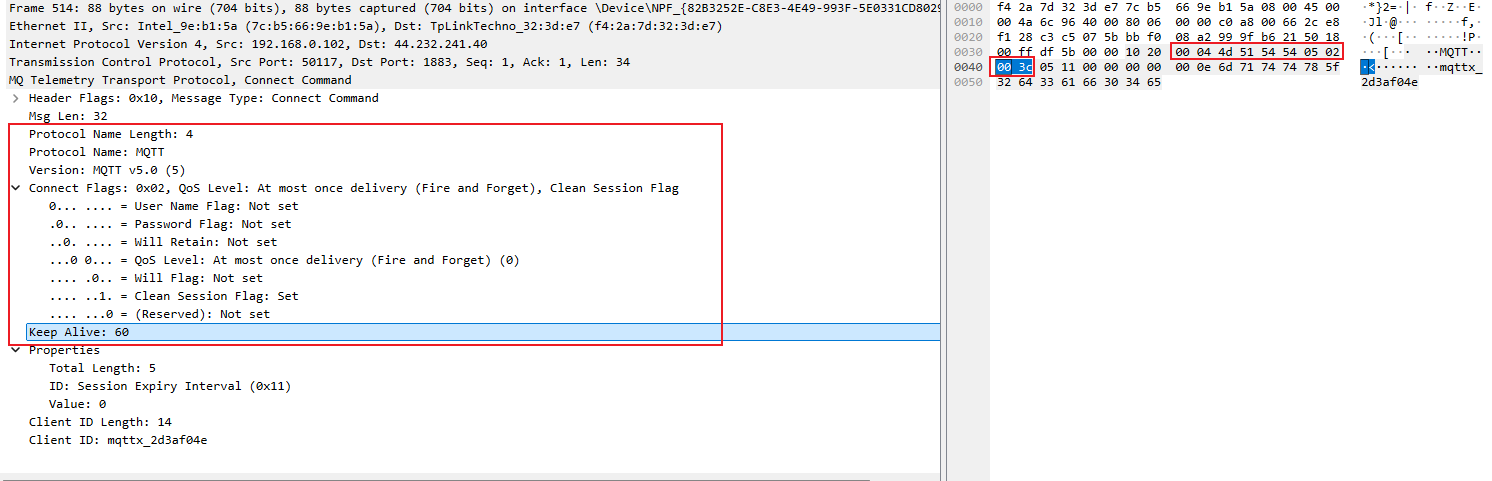 Frame 514: 88 bytes on wire (704 bits), 88 bytes captured (704 bits) on interface \Device\NPF_{82B3252E-C8E3-4E49-993F-5E0331CD8029
Ethernet II, Src: Intel_9e:b1:5a (7c:b5:66:9e:b1:5a), Dst: TpLinkTechno_32:3d:e7 (f4:2a:7d:32:3d:e7)
Internet Protocol Version 4, Src: 192.168.0.102, Dst: 44.232.241.40
Transmission Control Protocol, Src Port: 50117, Dst Port: 1883, Seq: 1, Ack: 1, Len: 34
MQ Telemetry Transport Protocol, Connect Command
Header Flags: 0x10, Message Type: Connect Command
Msg Len: 32
Protocol Name Length: 4
Protocol Name: MQTT
Version: MQTT v5.0 (5)
Connect Flags: 0x02, QoS Level: At most once delivery (Fire and Forget), Clean Session Flag
0... .... = User Name Flag: Not set
.0.. .... = Password Flag: Not set
..0. .... = Will Retain: Not set
...0 0... = QoS Level: At most once delivery (Fire and Forget) (0)
.... .0.. = Will Flag: Not set
.... ..1. = Clean Session Flag: Set
.... ...0 = (Reserved): Not set
Keep Alive: 60
Properties
Total Length: 5
ID: Session Expiry Interval (0x11)
Value: 0
Client ID Length: 14
Client ID: mqttx_2d3af04e
0000 f4 2a 7d 32 3d e7 7c b5 66 9e b1 5a 08 00 45 00 ·*}2=·|· f··Z··E·
0010 00 4a 6c 96 40 00 80 06 00 00 c0 a8 00 66 2c e8 ·Jl·@··· ·····f,·
0020 f1 28 c3 c5 07 5b bb f0 08 a2 99 9f b6 21 50 18 ·(···[·· ·····!P·
0030 00 ff df 5b 00 00 10 20 00 04 4d 51 54 54 05 02 ···[··· ··MQTT··
0040 00 3c 05 11 00 00 00 00 00 0e 6d 71 74 74 78 5f ·<······ ··mqttx_
0050 32 64 33 61 66 30 34 65 2d3af04e